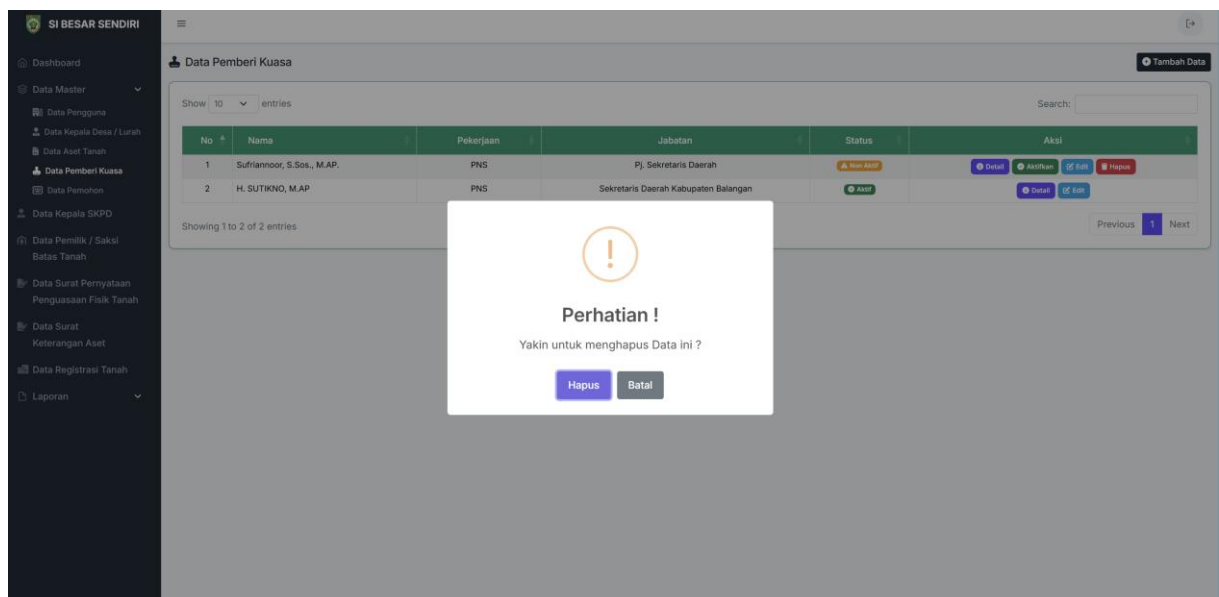 SI BESAR SENDIRI
Dashboard
Data Master
Data Pengguna
Data Kepala Desa / Lurah
Data Aset Tanah
Data Pemberi Kuasa
Data Pemohon
Data Kepala SKPD
Data Pemilik / Saksi
Batas Tanah
Data Surat Pernyataan
Penguasaan Fisik Tanah
Data Surat
Keterangan Aset
Data Registrasi Tanah
Laporan
Data Pemberi Kuasa
Tambah Data
Show 10 entries
Search:
No Nama Pekerjaan Jabatan Status Aksi
1 Sufriannoor, S.Sos., M.AP. PNS Pj. Sekretaris Daerah Non Aktif Detail Aktifkan Edit Hapus
2 H. SUTIKNO, M.AP PNS Sekretaris Daerah Kabupaten Balangan Aktif Detail Edit
Showing 1 to 2 of 2 entries
Previous 1 Next
Perhatian !
Yakin untuk menghapus Data ini ?
Hapus Batal